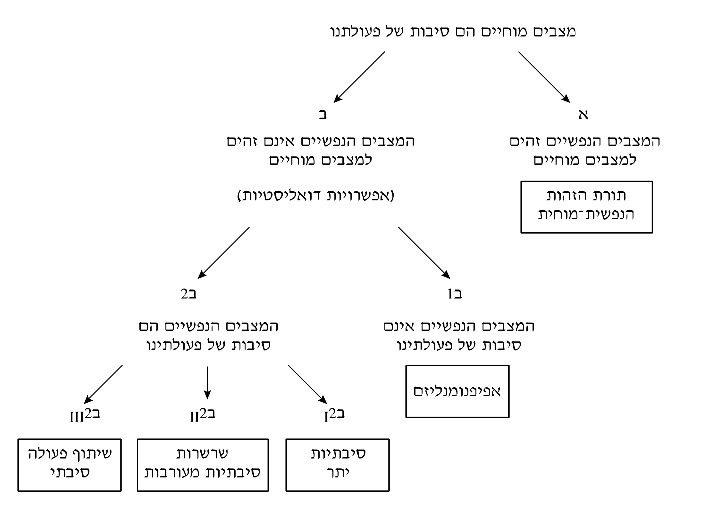 מצבים מוחיים הם סיבות של פעולתנו
א
המצבים הנפשיים זהים
למצבים מוחיים
תורת הזהות
הנפשית־מוחית
ב
המצבים הנפשיים אינם זהים
למצבים מוחיים
(אפשרויות דואליסטיות)
ב1
המצבים הנפשיים אינם
סיבות של פעולתינו
אפיפנומנליזם
ב2
המצבים הנפשיים הם
סיבות של פעולתינו
ב2I
סיבתיות
יתר
ב2II
שרשרות
סיבתיות מעורבות
ב2III
שיתוף פעולה
סיבתי